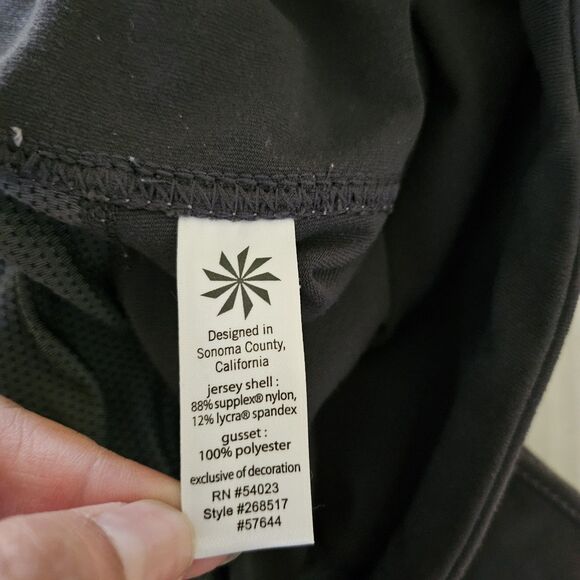 Designed in
Sonoma County,
California
jersey shell :
88% supplex® nylon,
12% lycra® spandex
gusset :
100% polyester
exclusive of decoration
RN #54023
Style #268517
#57644